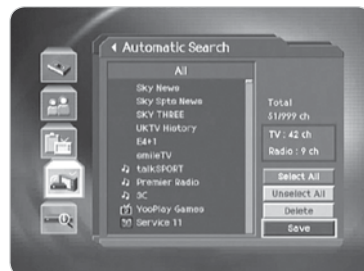 Automatic Search
All
Sky News
Sky Spts News
SKY THREE
UKTV History
E4+1
smileTV
talkSPORT
Premier Radio
3C
YooPlay Games
Service 11
Total
51/999 ch
TV : 42 ch
Radio : 9 ch
Select All
Unselect All
Delete
Save